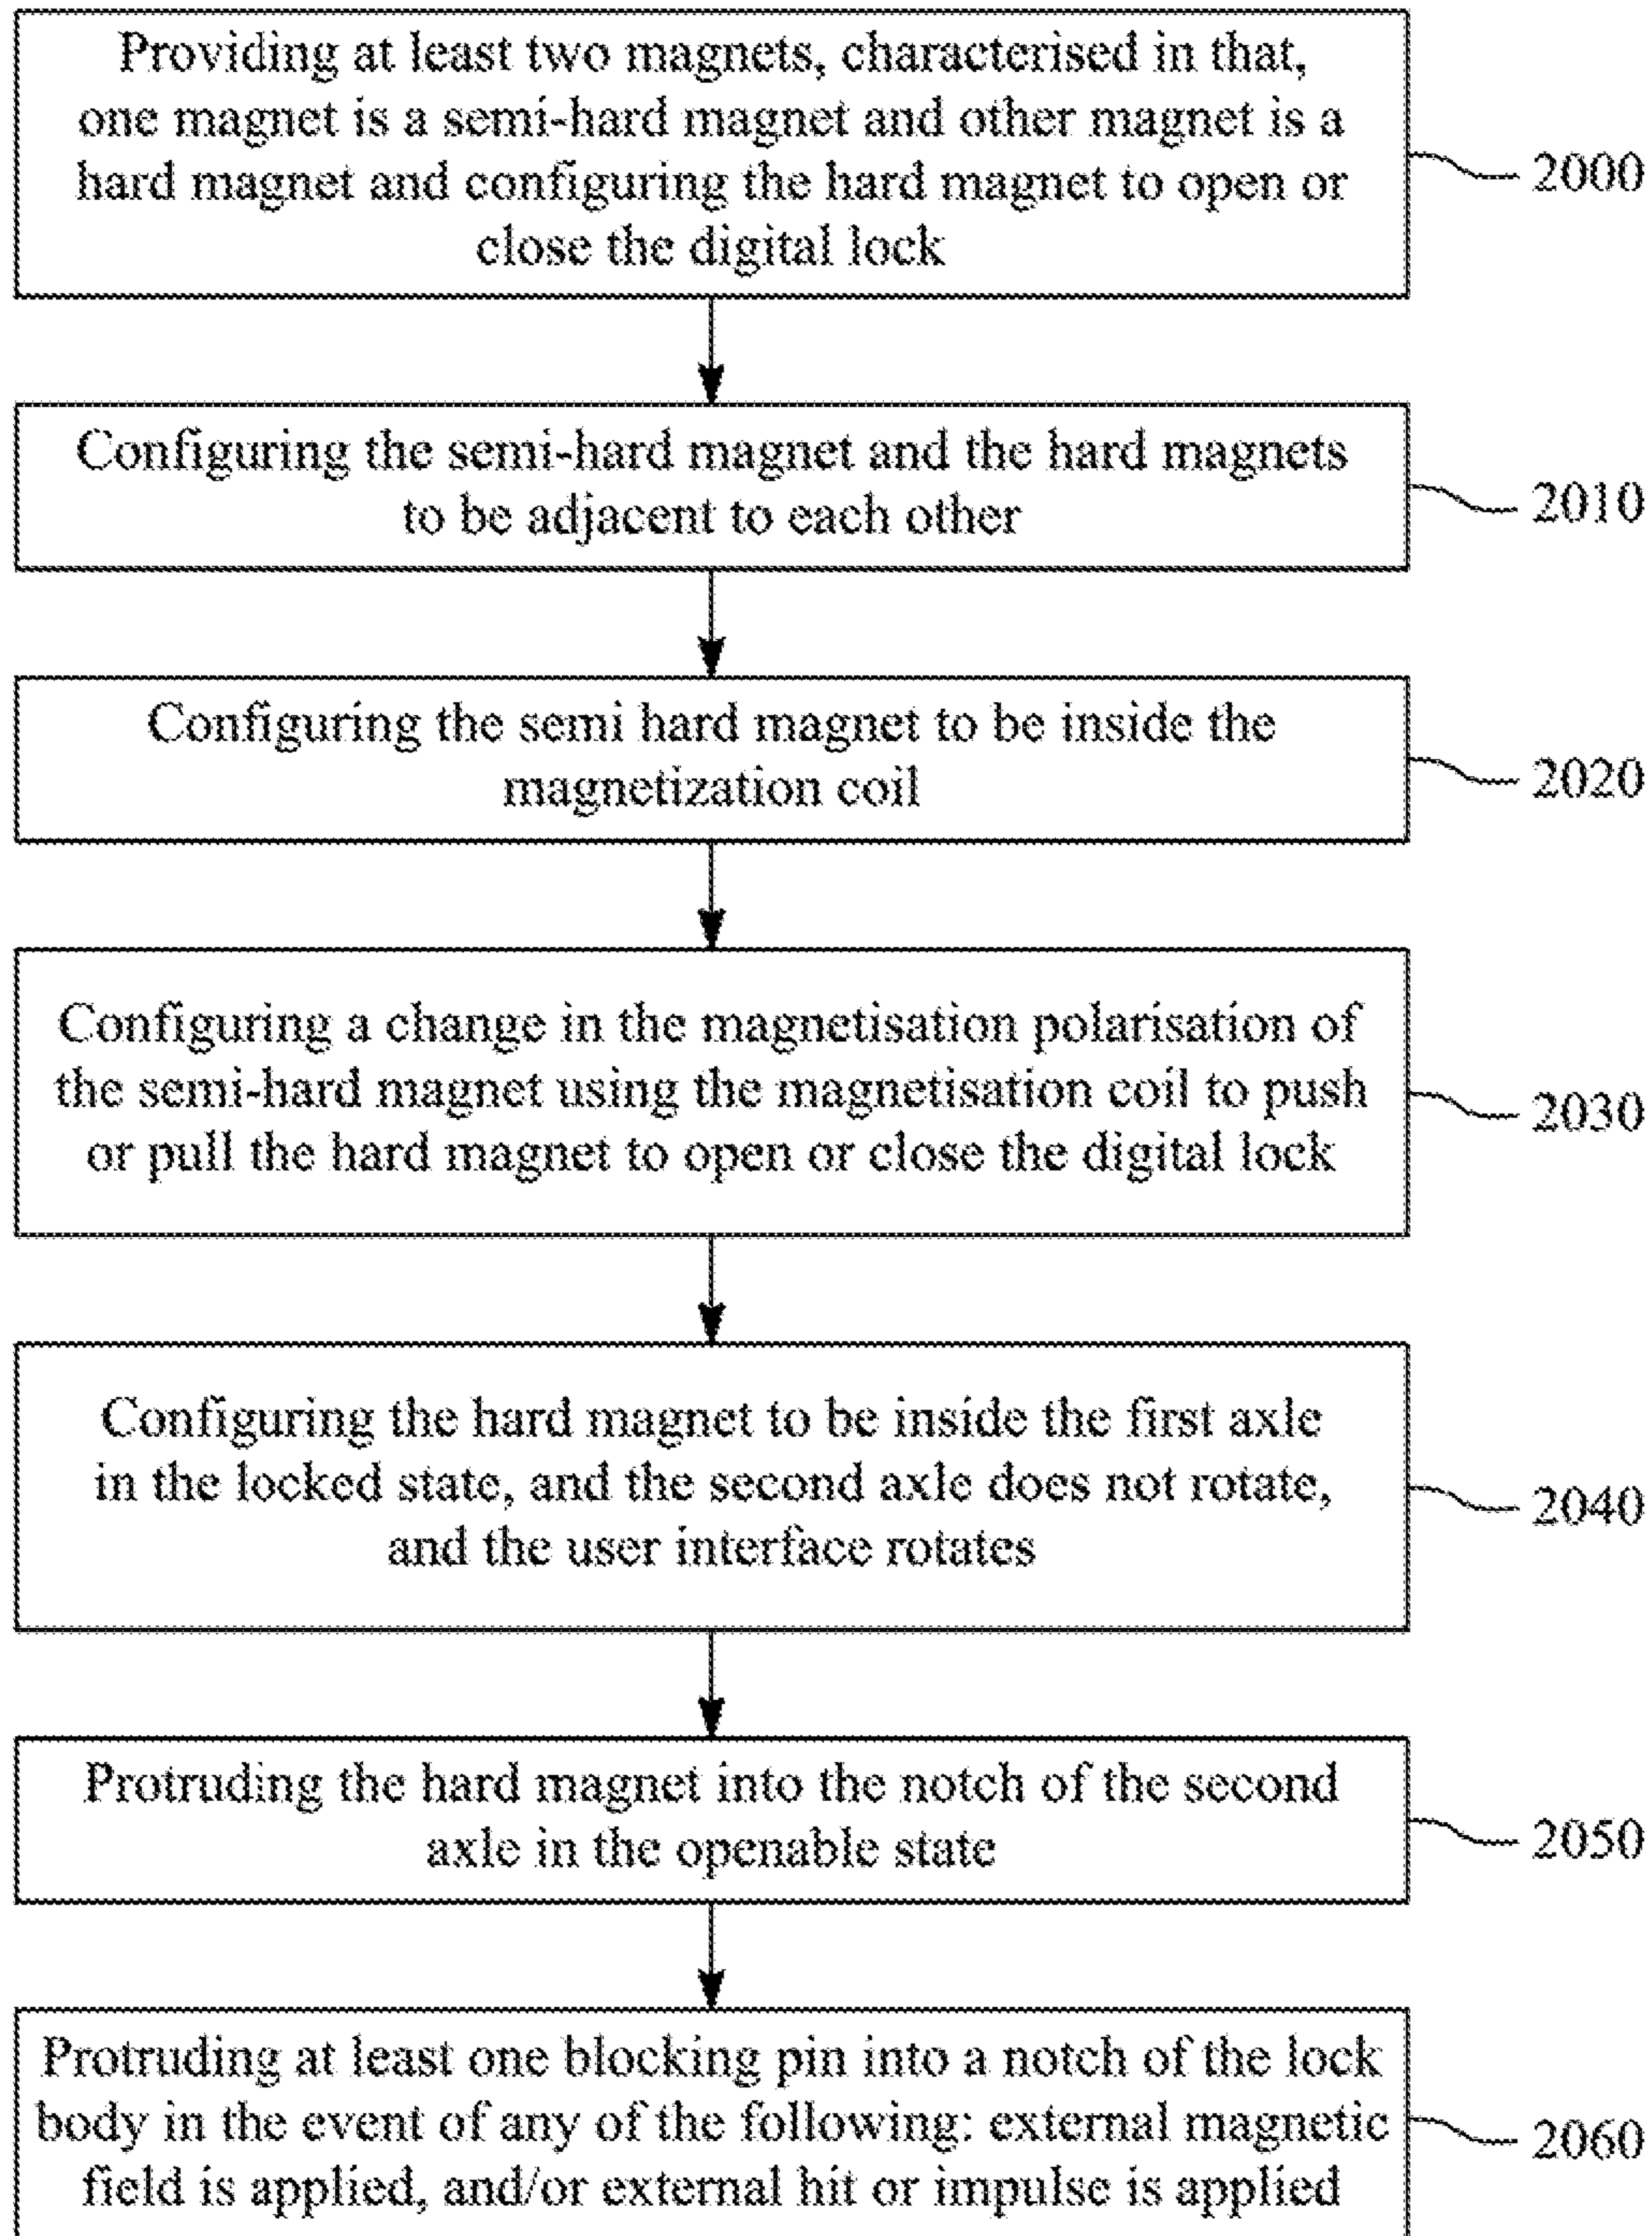 Providing at least two magnets, characterised in that,
one magnet is a semi-hard magnet and other magnet is a
hard magnet and configuring the hard magnet to open or
close the digital lock
2000
Configuring the semi-hard magnet and the hard magnets
to be adjacent to each other
2010
Configuring the semi hard magnet to be inside the
magnetization coil
2020
Configuring a change in the magnetisation polarisation of
the semi-hard magnet using the magnetisation coil to push
or pull the hard magnet to open or close the digital lock
2030
Configuring the hard magnet to be inside the first axle
in the locked state, and the second axle does not rotate,
and the user interface rotates
2040
Protruding the hard magnet into the notch of the second
axle in the openable state
2050
Protruding at least one blocking pin into a notch of the lock
body in the event of any of the following: external magnetic
field is applied, and/or external hit or impulse is applied
2060